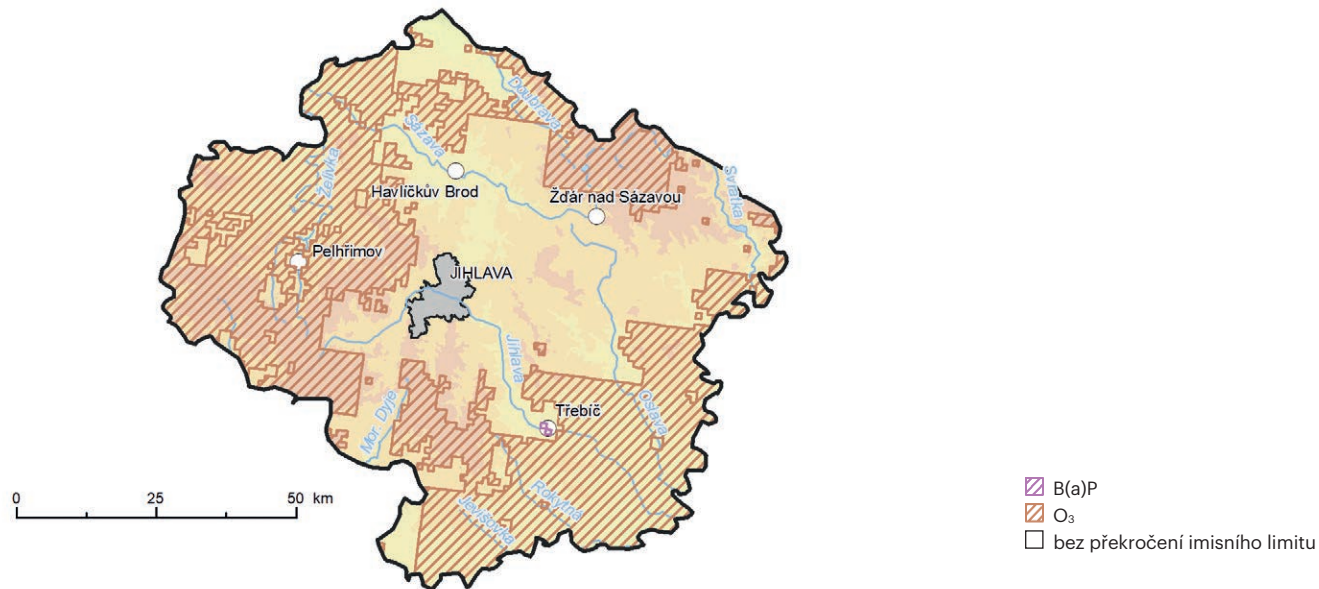 Doubrava
Sázava
Svratka
Želivka
Havlíčkův Brod
Žďár nad Sázavou
Pelhřimov
JIHLAVA
Jihlava
Třebíč
Oslava
Mor. Dyje
Rokytná
Jevišovka
0 25 50 km
B(a)P
O₃
bez překročení imisního limitu